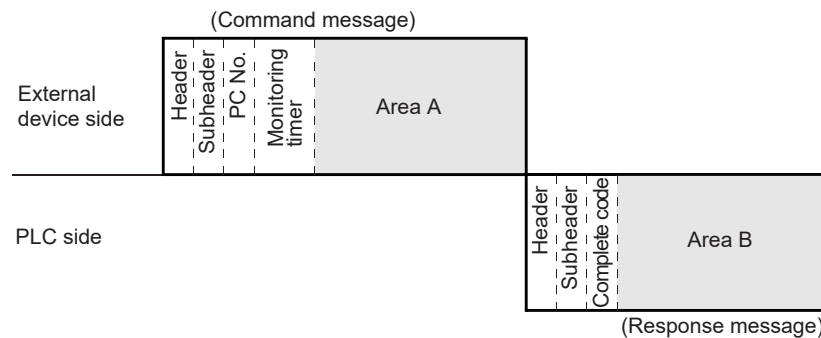 (Command message)
External
device side
Header
Subheader
PC No.
Monitoring
timer
Area A
PLC side
Header
Subheader
Complete code
Area B
(Response message)